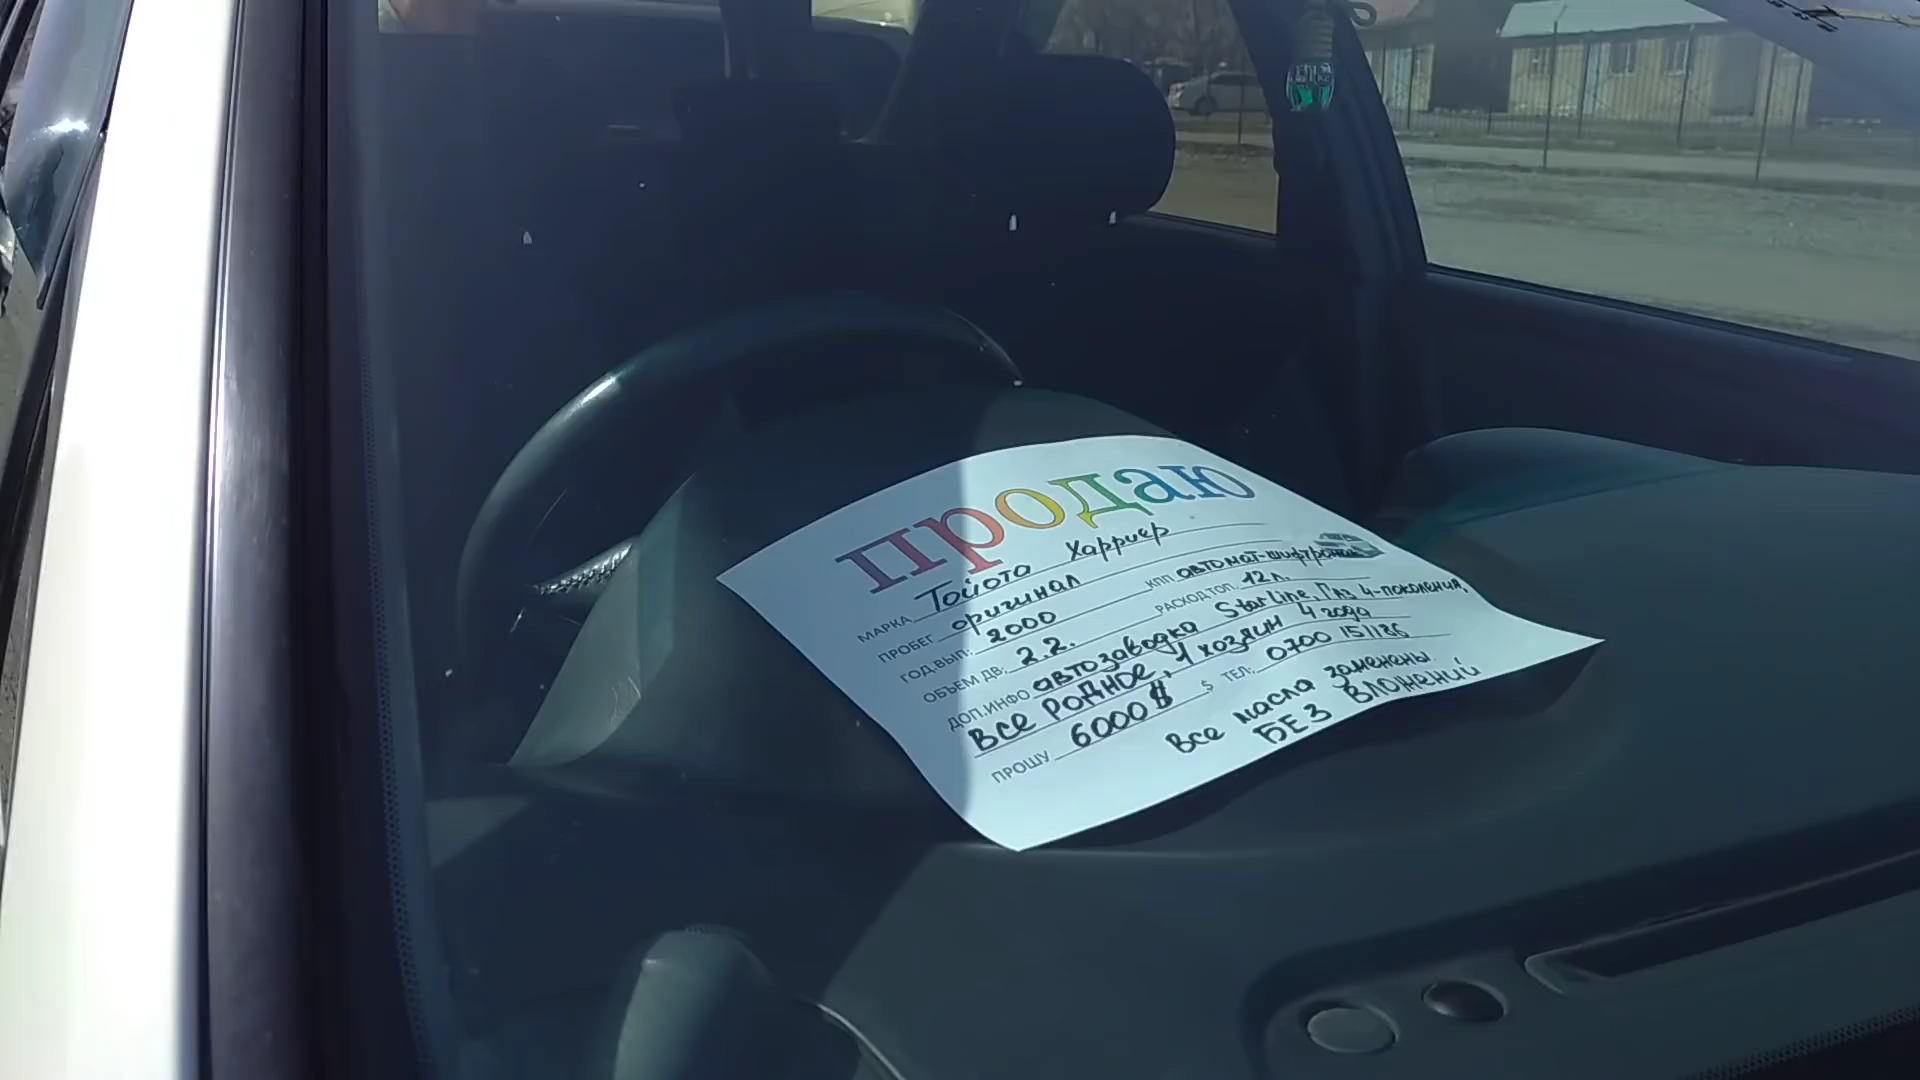 продаю
МАРКА Тойота Харриер
ПРОБЕГ оригинал КПП автомат-шифтроник
ГОД.ВЫП: 2000 РАСХОД ТОП. 12 л.
ОБЪЕМ ДВ: 2.2.
ДОП.ИНФО автозаводка StarLine, Газ 4-поколения,
все РОДНОЕ, 1 хозяин 4 года
ПРОШУ 6000$ $ ТЕЛ: 0700 151186
Все масла заменены.
БЕЗ ВЛОЖЕНИЙ